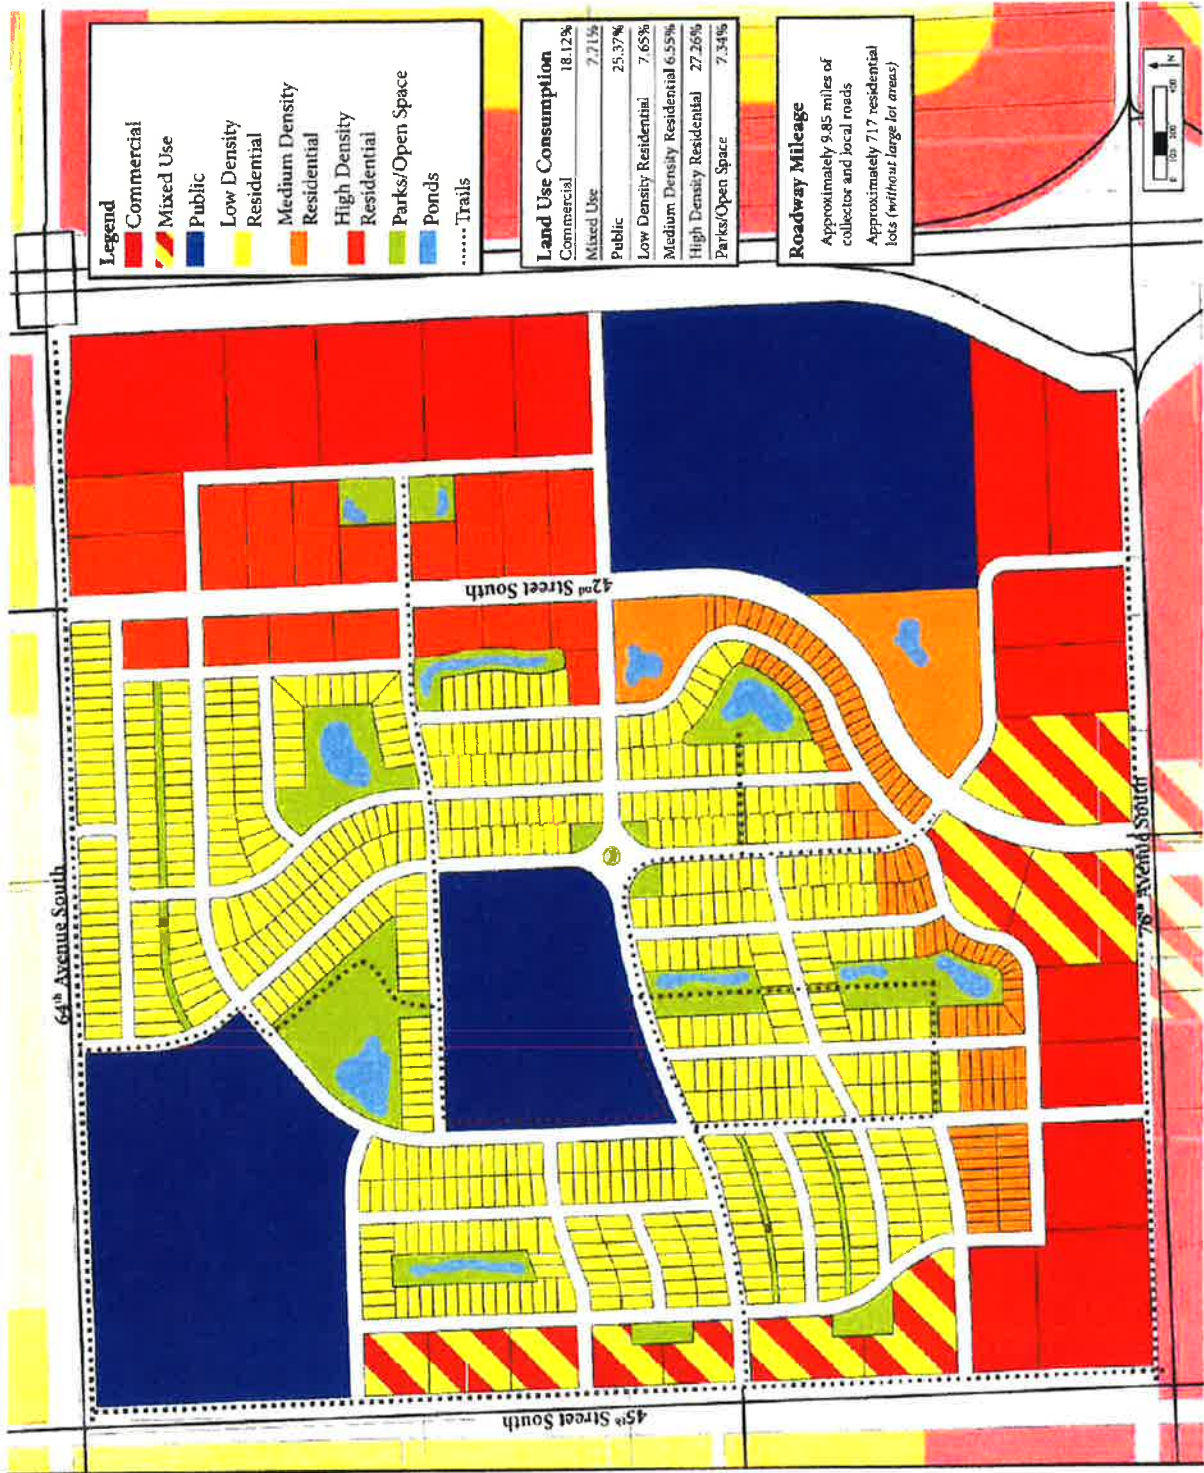 Legend
Commercial
Mixed Use
Public
Low Density
Residential
Medium Density
Residential
High Density
Residential
Parks/Open Space
Ponds
Trails
Land Use Consumption
Commercial 18.12%
Mixed Use 7.71%
Public 25.37%
Low Density Residential 7.65%
Medium Density Residential 6.55%
High Density Residential 27.26%
Parks/Open Space 7.34%
Roadway Mileage
Approximately 9.85 miles of
collector and local roads
Approximately 717 residential
lots (without large lot areas)
N
64th Avenue South
42nd Street South
45th Street South
76th Avenue South